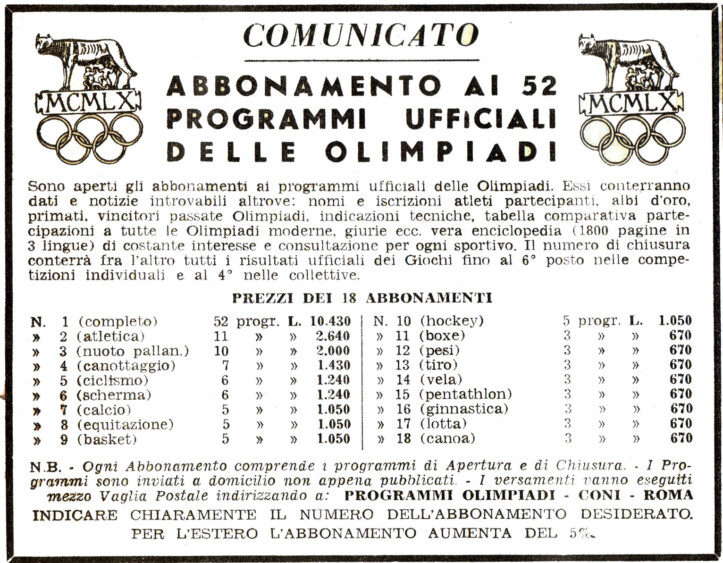 COMUNICATO
MCMLX
MCMLX
ABBONAMENTO AI 52
PROGRAMMI UFFICIALI
DELLE OLIMPIADI
Sono aperti gli abbonamenti ai programmi ufficiali delle Olimpiadi. Essi conterranno
dati e notizie introvabili altrove: nomi e iscrizioni atleti partecipanti, albi d'oro,
primati, vincitori passate Olimpiadi, indicazioni tecniche, tabella comparativa parte-
cipazioni a tutte le Olimpiadi moderne, giurie ecc. vera enciclopedia (1800 pagine in
3 lingue) di costante interesse e consultazione per ogni sportivo. Il numero di chiusura
conterrà fra l'altro tutti i risultati ufficiali dei Giochi fino al 6° posto nelle compe-
tizioni individuali e al 4° nelle collettive.
PREZZI DEI 18 ABBONAMENTI
N. 1 (completo) 52 progr. L. 10.430
» 2 (atletica) 11 » » 2.640
» 3 (nuoto pallan.) 10 » » 2.000
» 4 (canottaggio) 7 » » 1.430
» 5 (ciclismo) 6 » » 1.240
» 6 (scherma) 6 » » 1.240
» 7 (calcio) 5 » » 1.050
» 8 (equitazione) 5 » » 1.050
» 9 (basket) 5 » » 1.050
N. 10 (hockey) 5 progr. L. 1.050
» 11 (boxe) 3 » » 670
» 12 (pesi) 3 » » 670
» 13 (tiro) 3 » » 670
» 14 (vela) 3 » » 670
» 15 (pentathlon) 3 » » 670
» 16 (ginnastica) 3 » » 670
» 17 (lotta) 3 » » 670
» 18 (canoa) 3 » » 670
N.B. - Ogni Abbonamento comprende i programmi di Apertura e di Chiusura. - I Pro-
grammi sono inviati a domicilio non appena pubblicati. - I versamenti vanno eseguiti
mezzo Vaglia Postale indirizzando a: PROGRAMMI OLIMPIADI - CONI - ROMA
INDICARE CHIARAMENTE IL NUMERO DELL'ABBONAMENTO DESIDERATO.
PER L'ESTERO L'ABBONAMENTO AUMENTA DEL 5%.